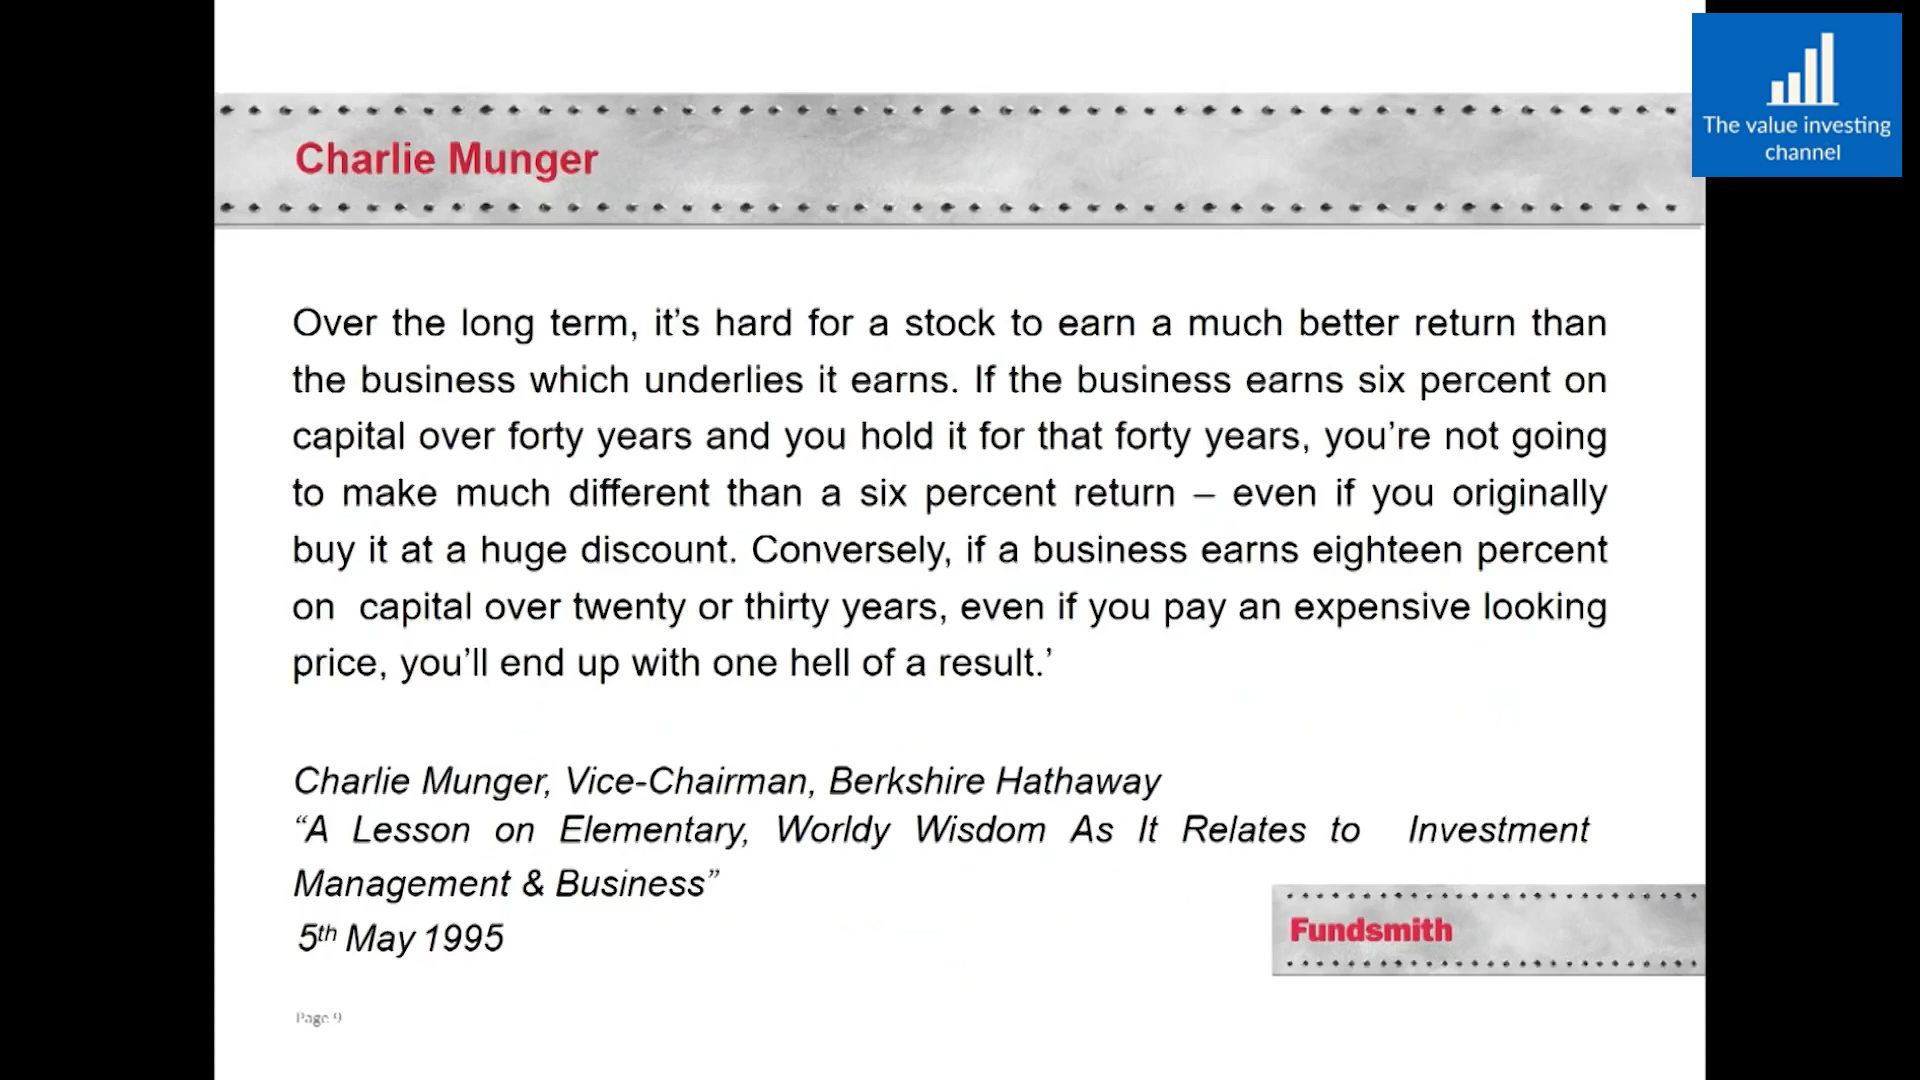 The value investing
channel
Charlie Munger
Over the long term, it’s hard for a stock to earn a much better return than
the business which underlies it earns. If the business earns six percent on
capital over forty years and you hold it for that forty years, you’re not going
to make much different than a six percent return – even if you originally
buy it at a huge discount. Conversely, if a business earns eighteen percent
on capital over twenty or thirty years, even if you pay an expensive looking
price, you’ll end up with one hell of a result.’
Charlie Munger, Vice-Chairman, Berkshire Hathaway
“A Lesson on Elementary, Worldy Wisdom As It Relates to Investment
Management & Business”
5th May 1995
Fundsmith
Page 9